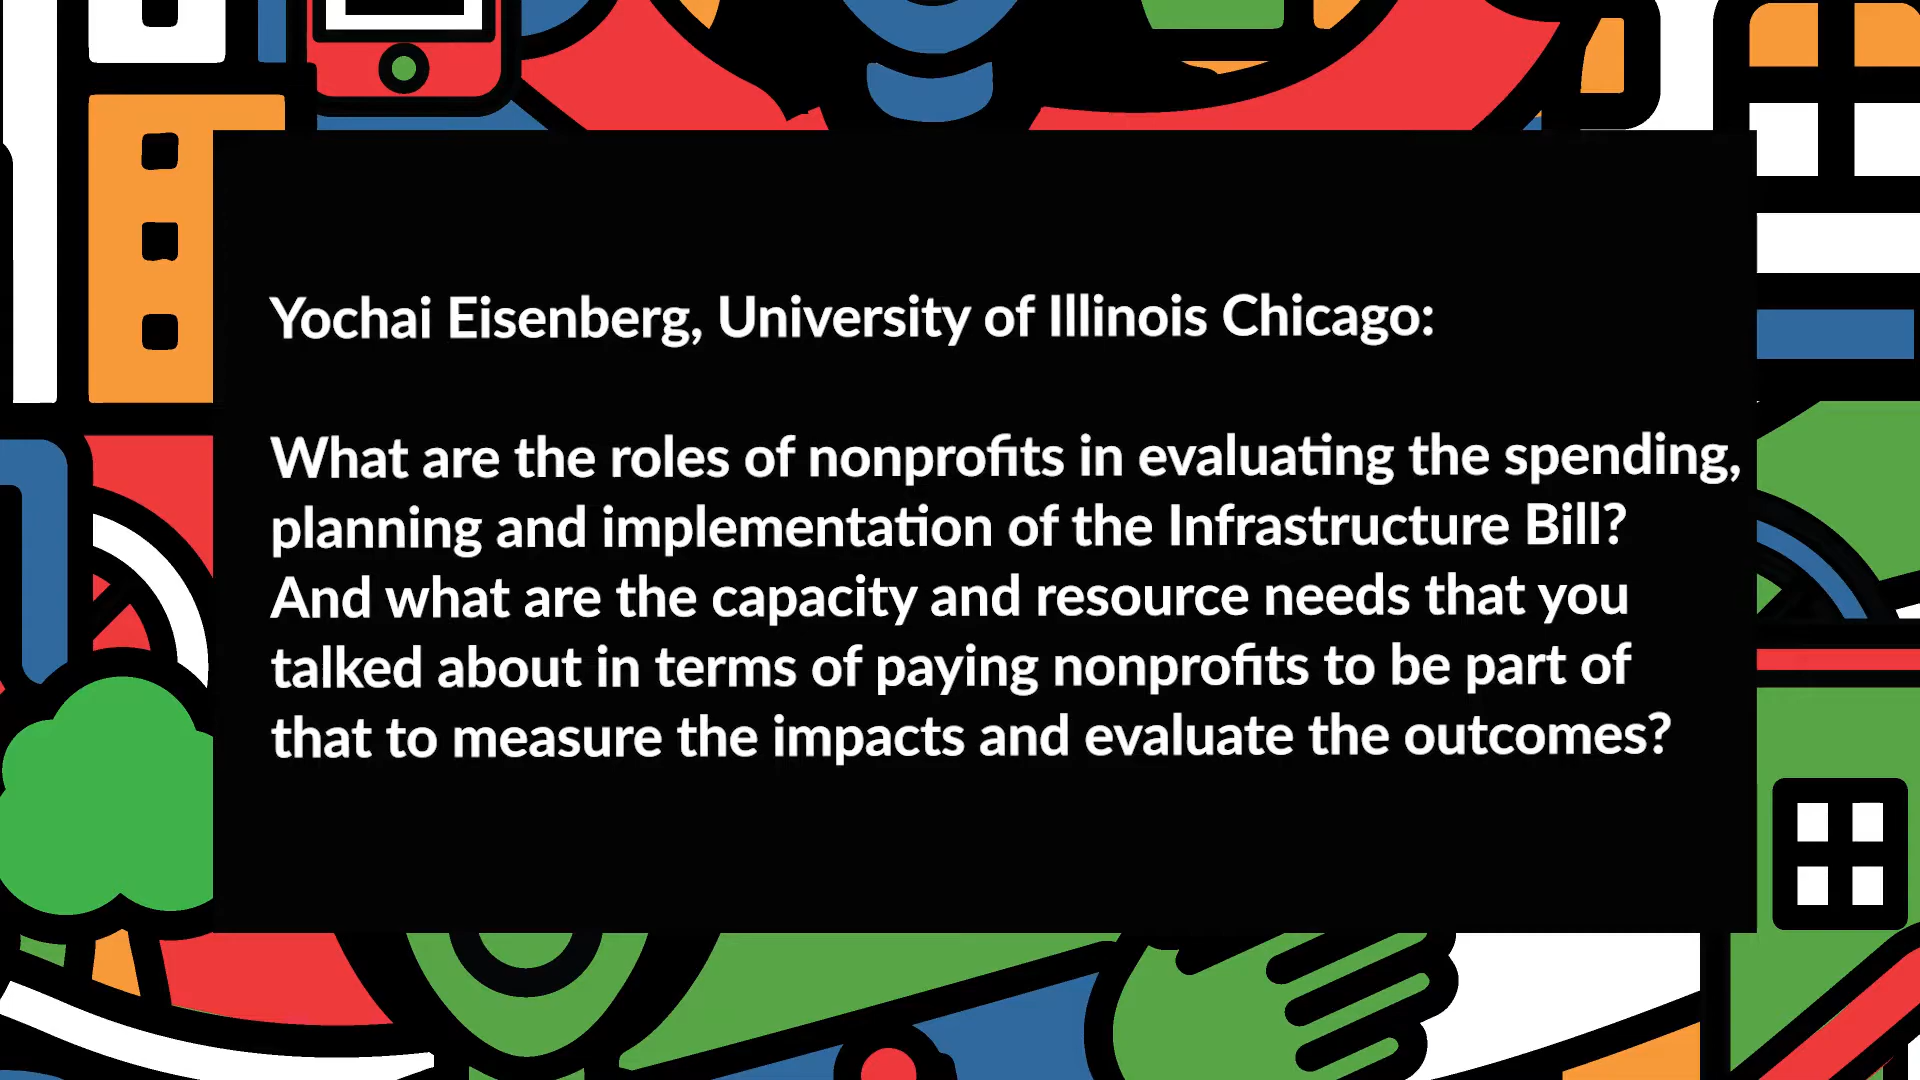 Yochai Eisenberg, University of Illinois Chicago:
What are the roles of nonprofits in evaluating the spending,
planning and implementation of the Infrastructure Bill?
And what are the capacity and resource needs that you
talked about in terms of paying nonprofits to be part of
that to measure the impacts and evaluate the outcomes?